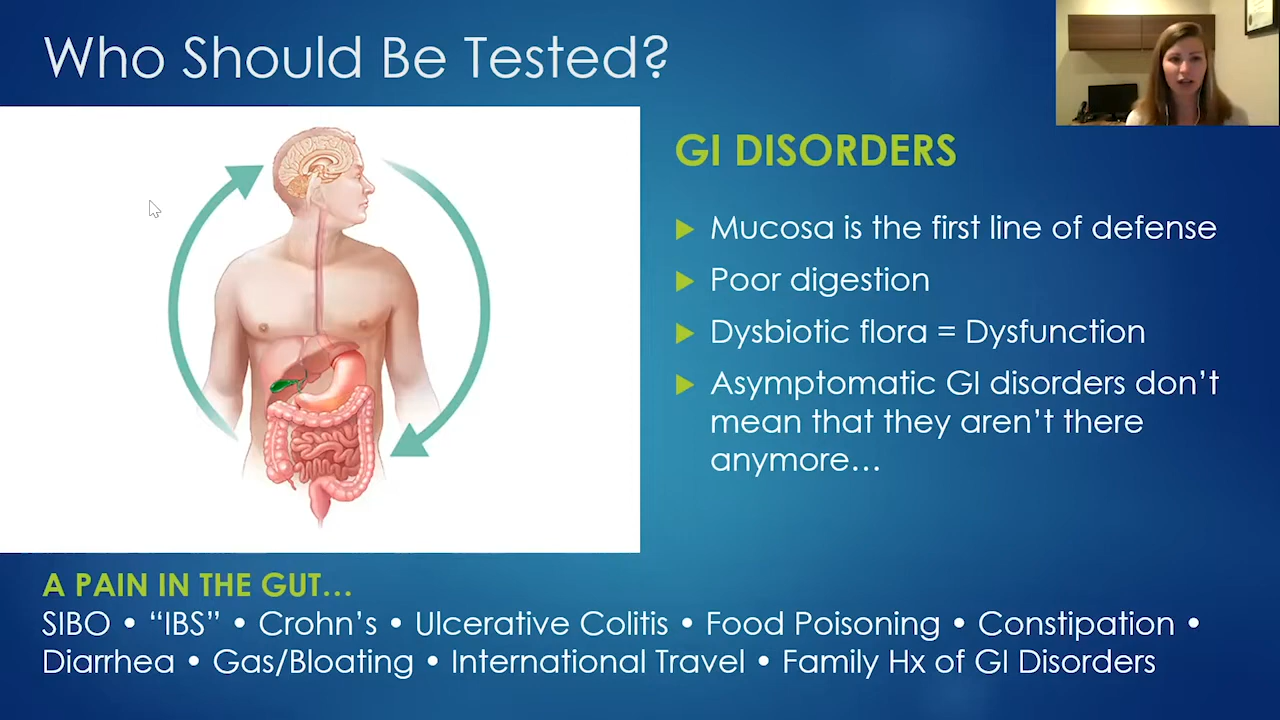 Who Should Be Tested?
GI DISORDERS
Mucosa is the first line of defense
Poor digestion
Dysbiotic flora = Dysfunction
Asymptomatic GI disorders don’t
mean that they aren’t there
anymore…
A PAIN IN THE GUT…
SIBO • “IBS” • Crohn’s • Ulcerative Colitis • Food Poisoning • Constipation •
Diarrhea • Gas/Bloating • International Travel • Family Hx of GI Disorders